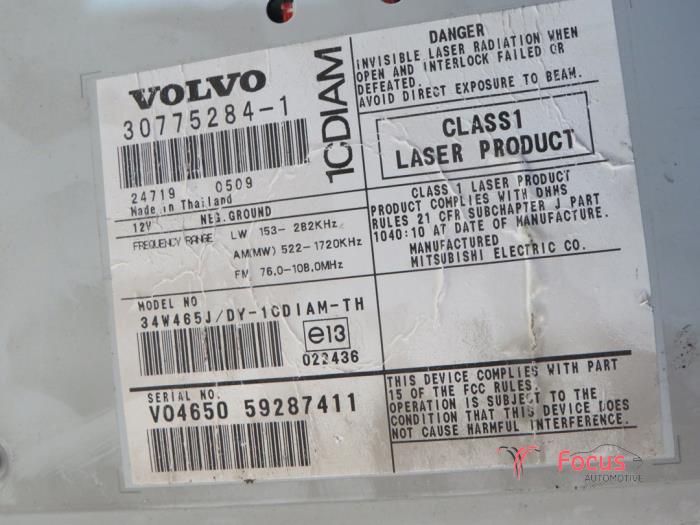 VOLVO
30775284-1
24719 0509
Made in Thailand
12V NEG.GROUND
FREQUENCY RANGE LW 153- 282KHz
AM(MW) 522-1720KHz
FM 76.0-108.0MHz
MODEL NO
34W465J/DY-1CDIAM-TH
e13
022436
SERIAL NO.
V04650 59287411
1CDIAM
DANGER
INVISIBLE LASER RADIATION WHEN
OPEN AND INTERLOCK FAILED OR
DEFEATED.
AVOID DIRECT EXPOSURE TO BEAM.
CLASS1
LASER PRODUCT
CLASS 1 LASER PRODUCT
PRODUCT COMPLIES WITH DHHS
RULES 21 CFR SUBCHAPTER J PART
1040:10 AT DATE OF MANUFACTURE.
MANUFACTURED
MITSUBISHI ELECTRIC CO.
THIS DEVICE COMPLIES WITH PART
15 OF THE FCC RULES.
OPERATION IS SUBJECT TO THE
CONDITION THAT THIS DEVICE DOES
NOT CAUSE HARMFUL INTERFERENCE.
Focus
AUTOMOTIVE